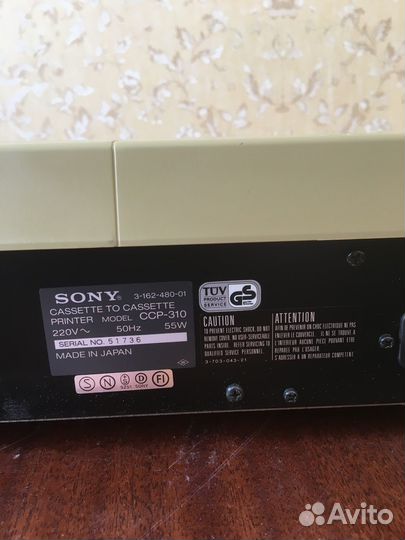 SONY® 3-162-480-01
CASSETTE TO CASSETTE
PRINTER MODEL CCP-310
220V~ 50Hz 55W
SERIAL NO. 51736
MADE IN JAPAN
S N D FI
5231 SONY
TÜV
PRODUCT
SERVICE
GS
CAUTION
TO PREVENT ELECTRIC SHOCK, DO NOT
REMOVE COVER, NO USER-SERVICEABLE
PARTS INSIDE. REFER SERVICING TO
QUALIFIED SERVICE PERSONNEL.
3-703-043-21
ATTENTION
AFIN DE PREVENIR UN CHOC ELECTRIQUE NE PAS
ENLEVER LE COUVERCLE. IL NE SE TROUVE A
L'INTERIEUR AUCUNE PIECE POUVANT ETRE
REPARÉE PAR L'USAGER.
S'ADRESSER A UN REPARATEUR COMPETENT.
Avito